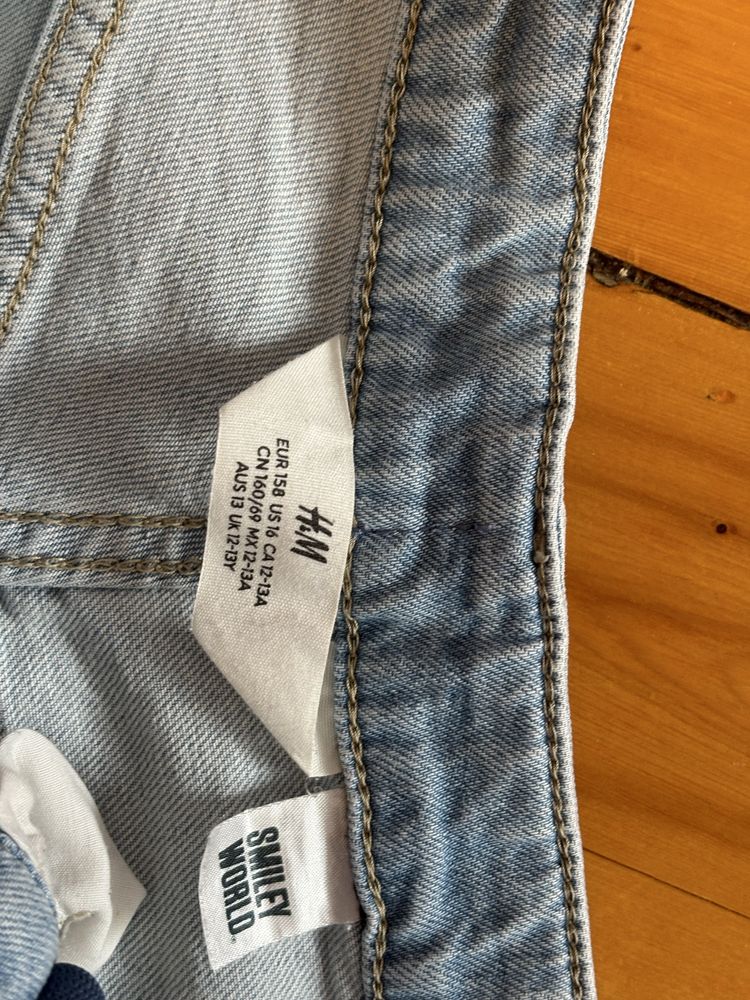 H&M
EUR 158 US 16 CA 12-13A
CN 160/69 MX 12-13A
AUS 13 UK 12-13Y
SMILEY
WORLD